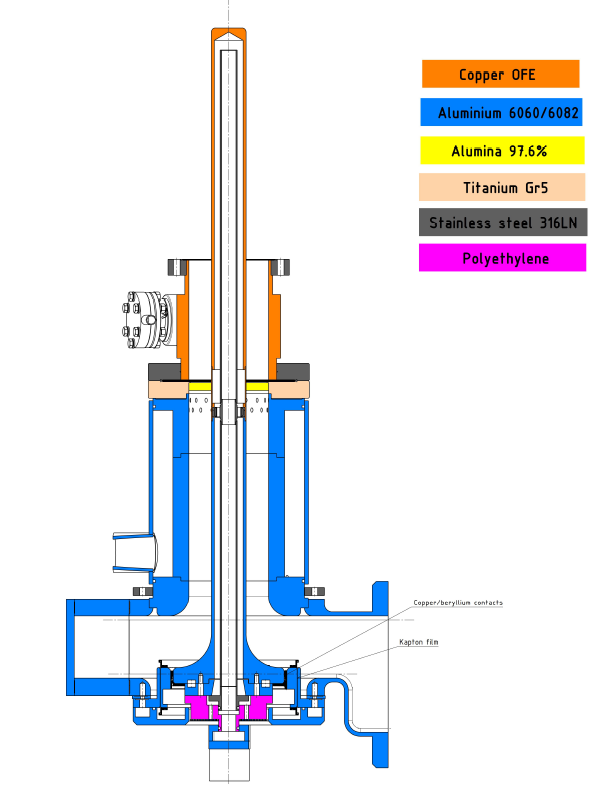 Copper OFE
Aluminium 6060/6082
Alumina 97.6%
Titanium Gr5
Stainless steel 316LN
Polyethylene
Copper/beryllium contacts
Kapton film